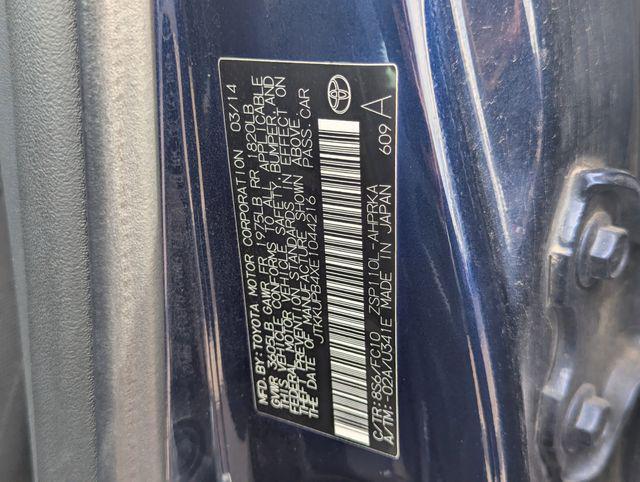 MFD. BY: TOYOTA MOTOR CORPORATION 03/14
GVWR 3605LB GAWR FR 1975LB RR 1820LB
THIS VEHICLE CONFORMS TO ALL APPLICABLE
FEDERAL MOTOR VEHICLE SAFETY, BUMPER, AND
THEFT PREVENTION STANDARDS IN EFFECT ON
THE DATE OF MANUFACTURE SHOWN ABOVE.
JTKKUPB4XE1044216 PASS. CAR
C/TR:8S6/FC10 ZSP110L-AHPRKA
A/TM:-02A/U341E MADE IN JAPAN 609 A